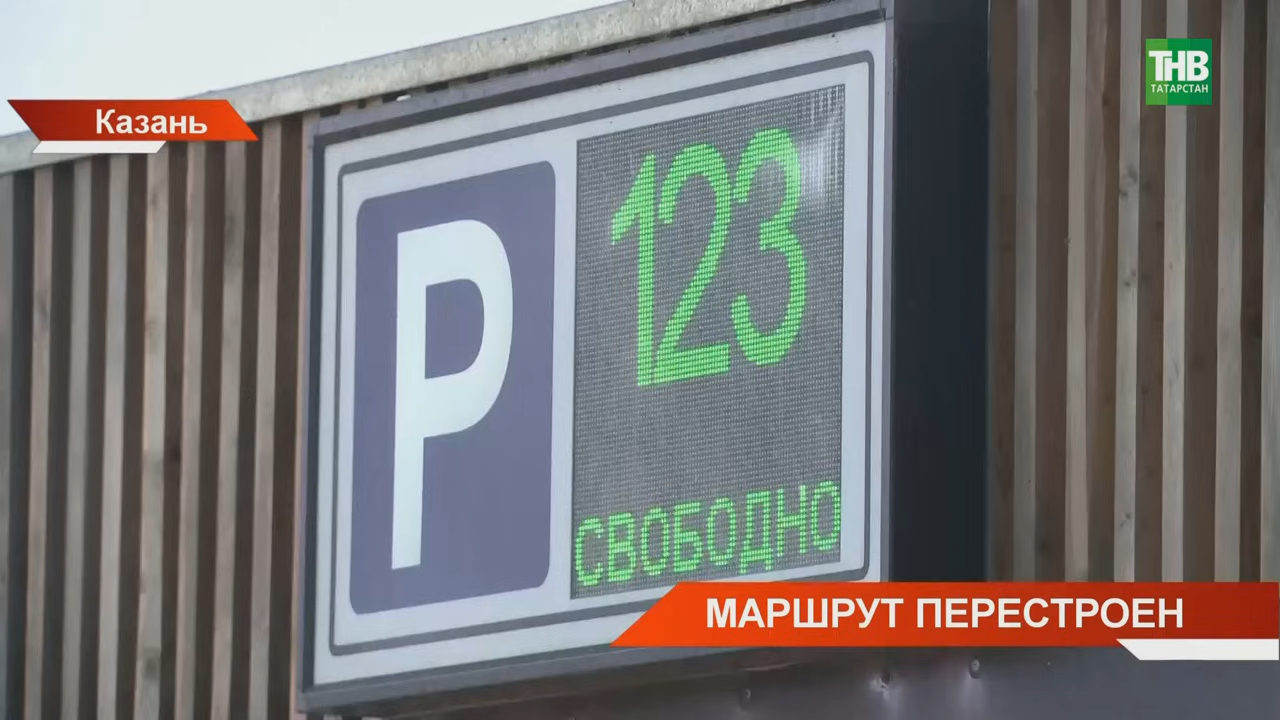 Казань
ТНВ
ТАТАРСТАН
P
123
СВОБОДНО
МАРШРУТ ПЕРЕСТРОЕН